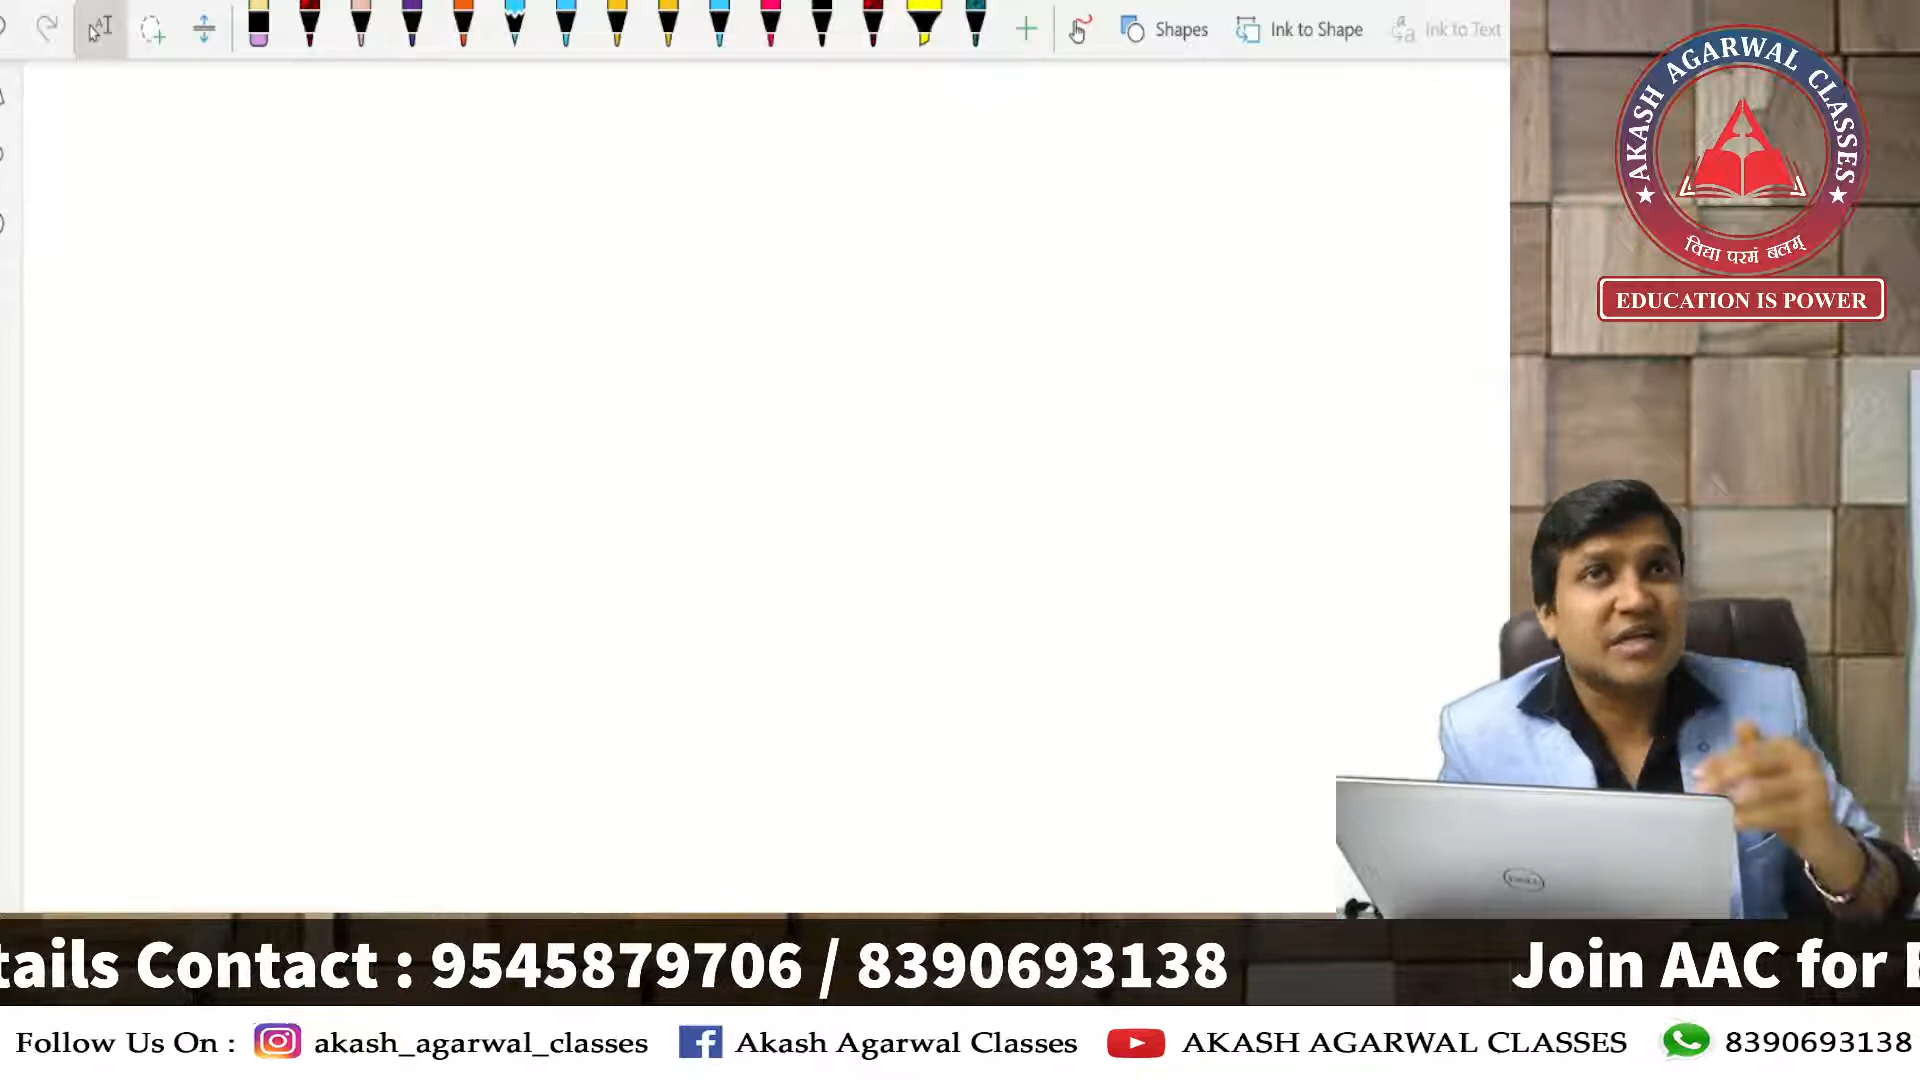 Shapes
Ink to Shape
Ink to Text
AKASH AGARWAL CLASSES
विद्या परमं बलम्
EDUCATION IS POWER
DELL
tails Contact : 9545879706 / 8390693138
Join AAC for
Follow Us On :
akash_agarwal_classes
Akash Agarwal Classes
AKASH AGARWAL CLASSES
8390693138